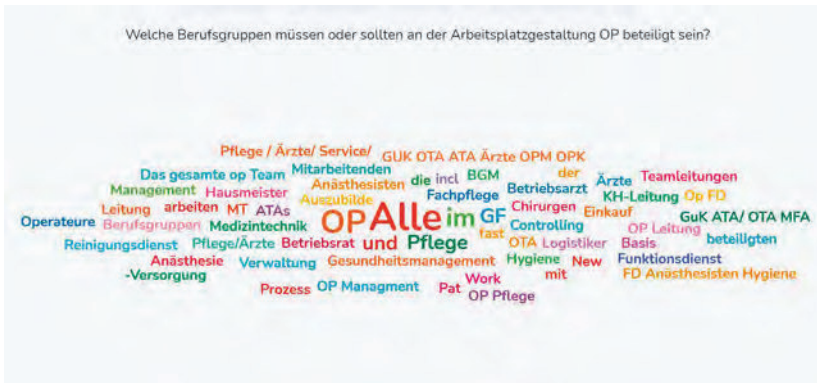 Welche Berufsgruppen müssen oder sollten an der Arbeitsplatzgestaltung OP beteiligt sein?
Pflege / Ärzte/ Service/ GUK OTA ATA Ärzte OPM OPK
Das gesamte op Team Mitarbeitenden die incl BGM der Ärzte Teamleitungen
Management Hausmeister Anästhesisten Fachpflege Betriebsarzt KH-Leitung Op FD
Leitung arbeiten MT ATAs Auszubilde OP Alle im GF Chirurgen Einkauf GuK ATA/ OTA MFA
Operateure Berufsgruppen Medizintechnik fast Controlling OP Leitung
Reinigungsdienst Pflege/Ärzte Betriebsrat und Pflege OTA Logistiker Basis beteiligten
Anästhesie Verwaltung Gesundheitsmanagement Hygiene New Funktionsdienst
-Versorgung Work mit FD Anästhesisten Hygiene
Prozess OP Managment Pat OP Pflege